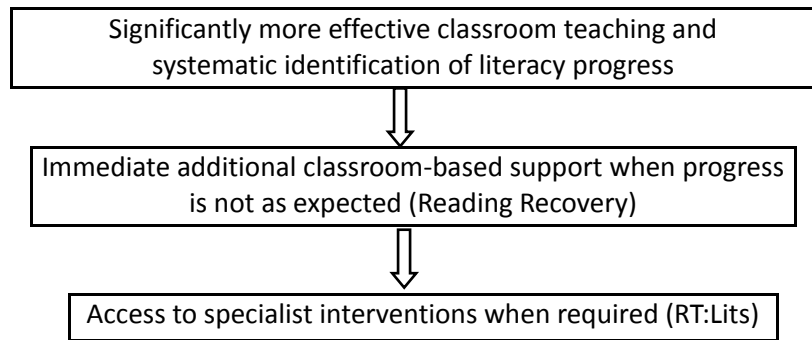 Significantly more effective classroom teaching and
systematic identification of literacy progress
Immediate additional classroom-based support when progress
is not as expected (Reading Recovery)
Access to specialist interventions when required (RT:Lits)